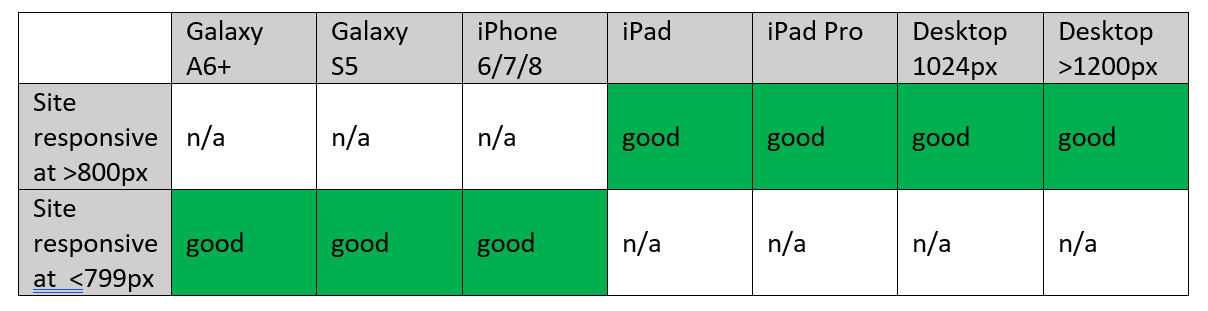 Galaxy A6+ Galaxy S5 iPhone 6/7/8 iPad iPad Pro Desktop 1024px Desktop >1200px
Site responsive at >800px n/a n/a n/a good good good good
Site responsive at <799px good good good n/a n/a n/a n/a